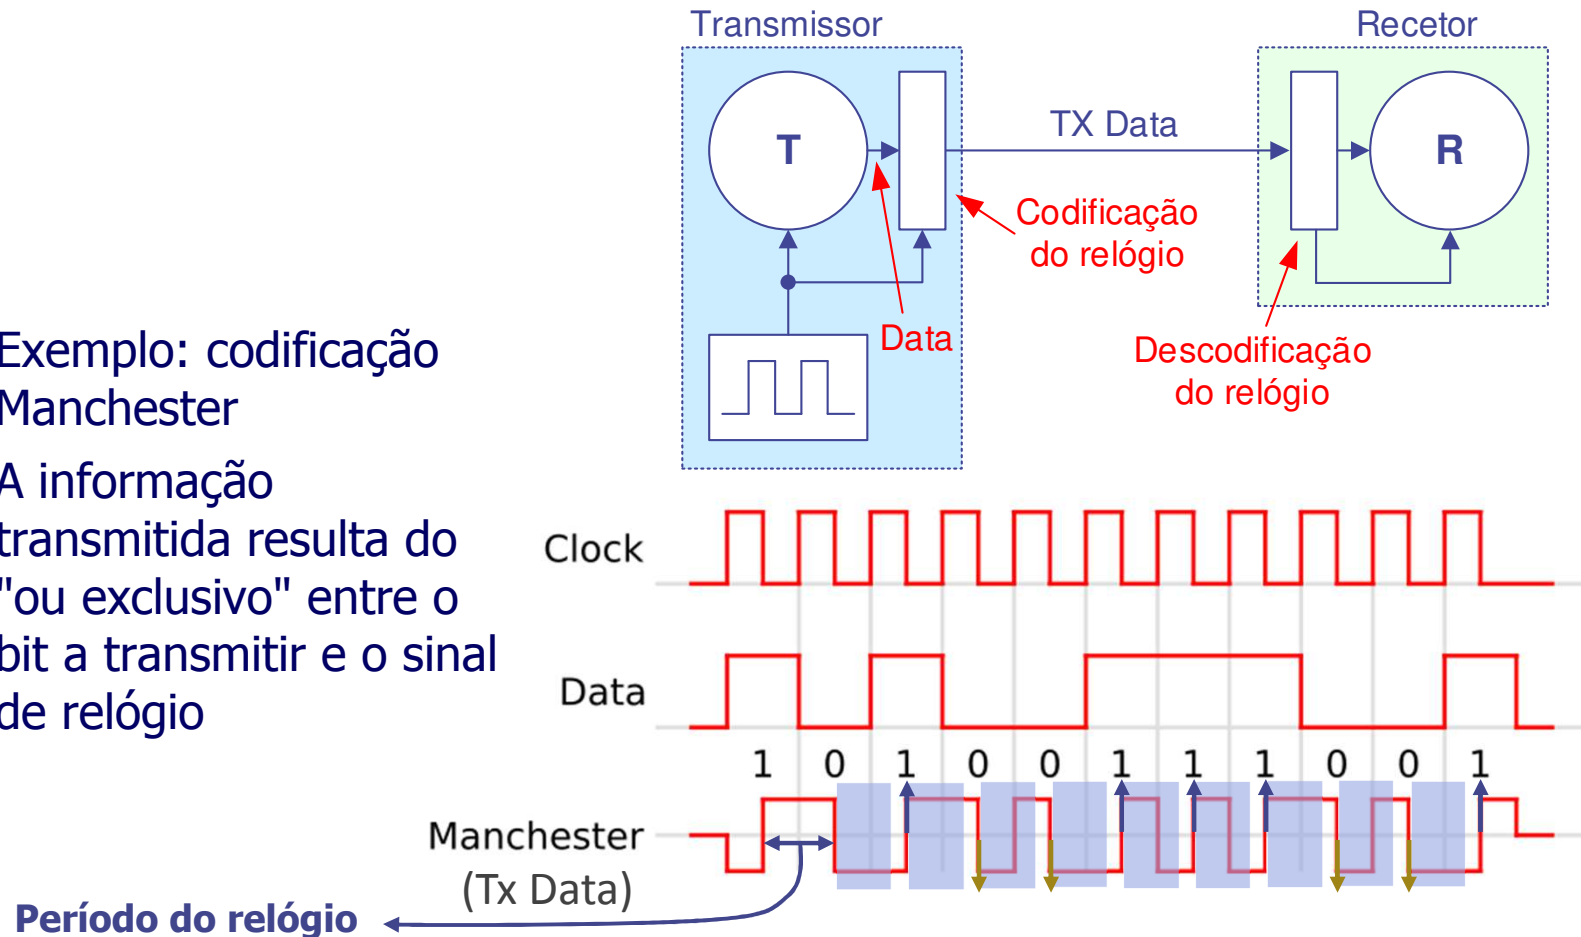 Transmissor
Recetor
T
TX Data
R
Codificação
do relógio
Data
Descodificação
do relógio
Exemplo: codificação
Manchester
A informação
transmitida resulta do
"ou exclusivo" entre o
bit a transmitir e o sinal
de relógio
Clock
Data
1 0 1 0 0 1 1 1 0 0 1
Manchester
(Tx Data)
Período do relógio